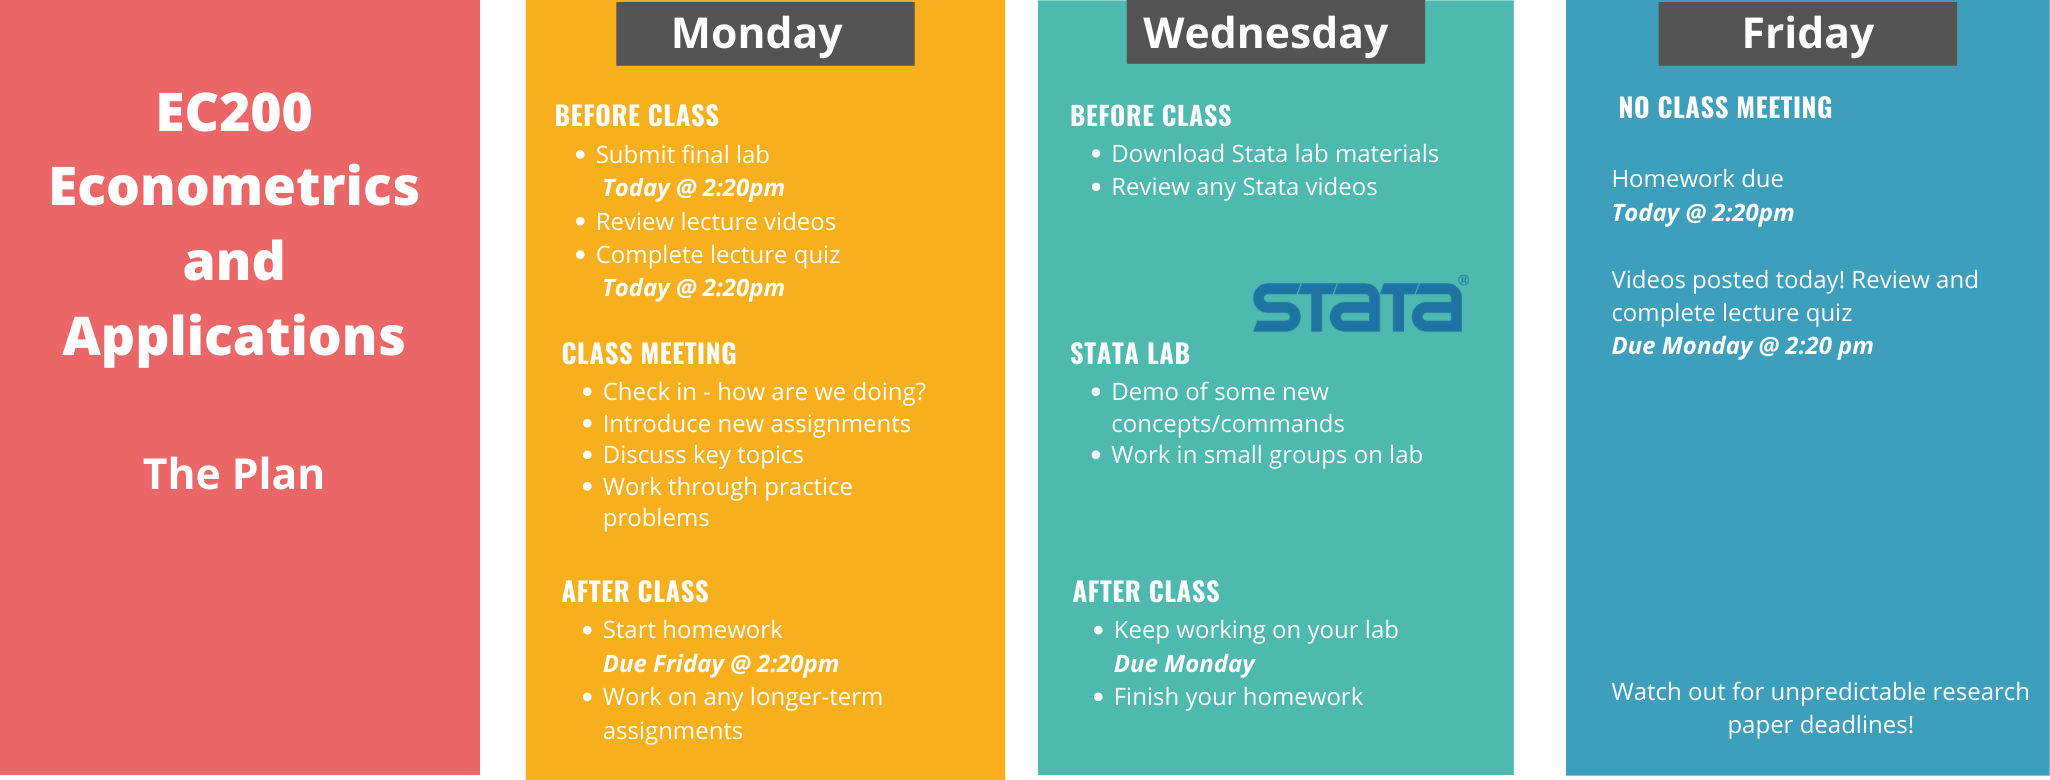 EC200
Econometrics
and
Applications
The Plan
Monday
BEFORE CLASS
• Submit final lab
Today @ 2:20pm
• Review lecture videos
• Complete lecture quiz
Today @ 2:20pm
CLASS MEETING
• Check in - how are we doing?
• Introduce new assignments
• Discuss key topics
• Work through practice
problems
AFTER CLASS
• Start homework
Due Friday @ 2:20pm
• Work on any longer-term
assignments
Wednesday
BEFORE CLASS
• Download Stata lab materials
• Review any Stata videos
stata®
STATA LAB
• Demo of some new
concepts/commands
• Work in small groups on lab
AFTER CLASS
• Keep working on your lab
Due Monday
• Finish your homework
Friday
NO CLASS MEETING
Homework due
Today @ 2:20pm
Videos posted today! Review and
complete lecture quiz
Due Monday @ 2:20 pm
Watch out for unpredictable research
paper deadlines!